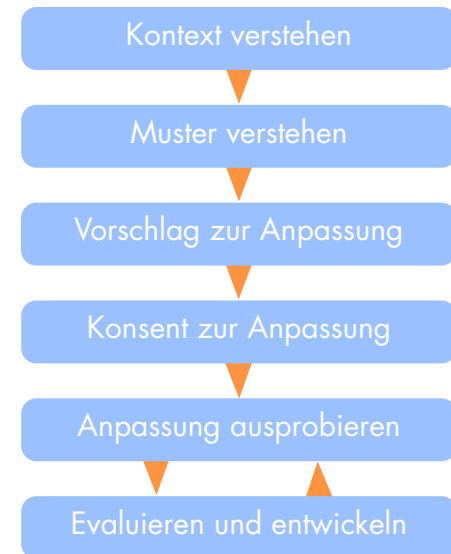 Kontext verstehen
Muster verstehen
Vorschlag zur Anpassung
Konsent zur Anpassung
Anpassung ausprobieren
Evaluieren und entwickeln